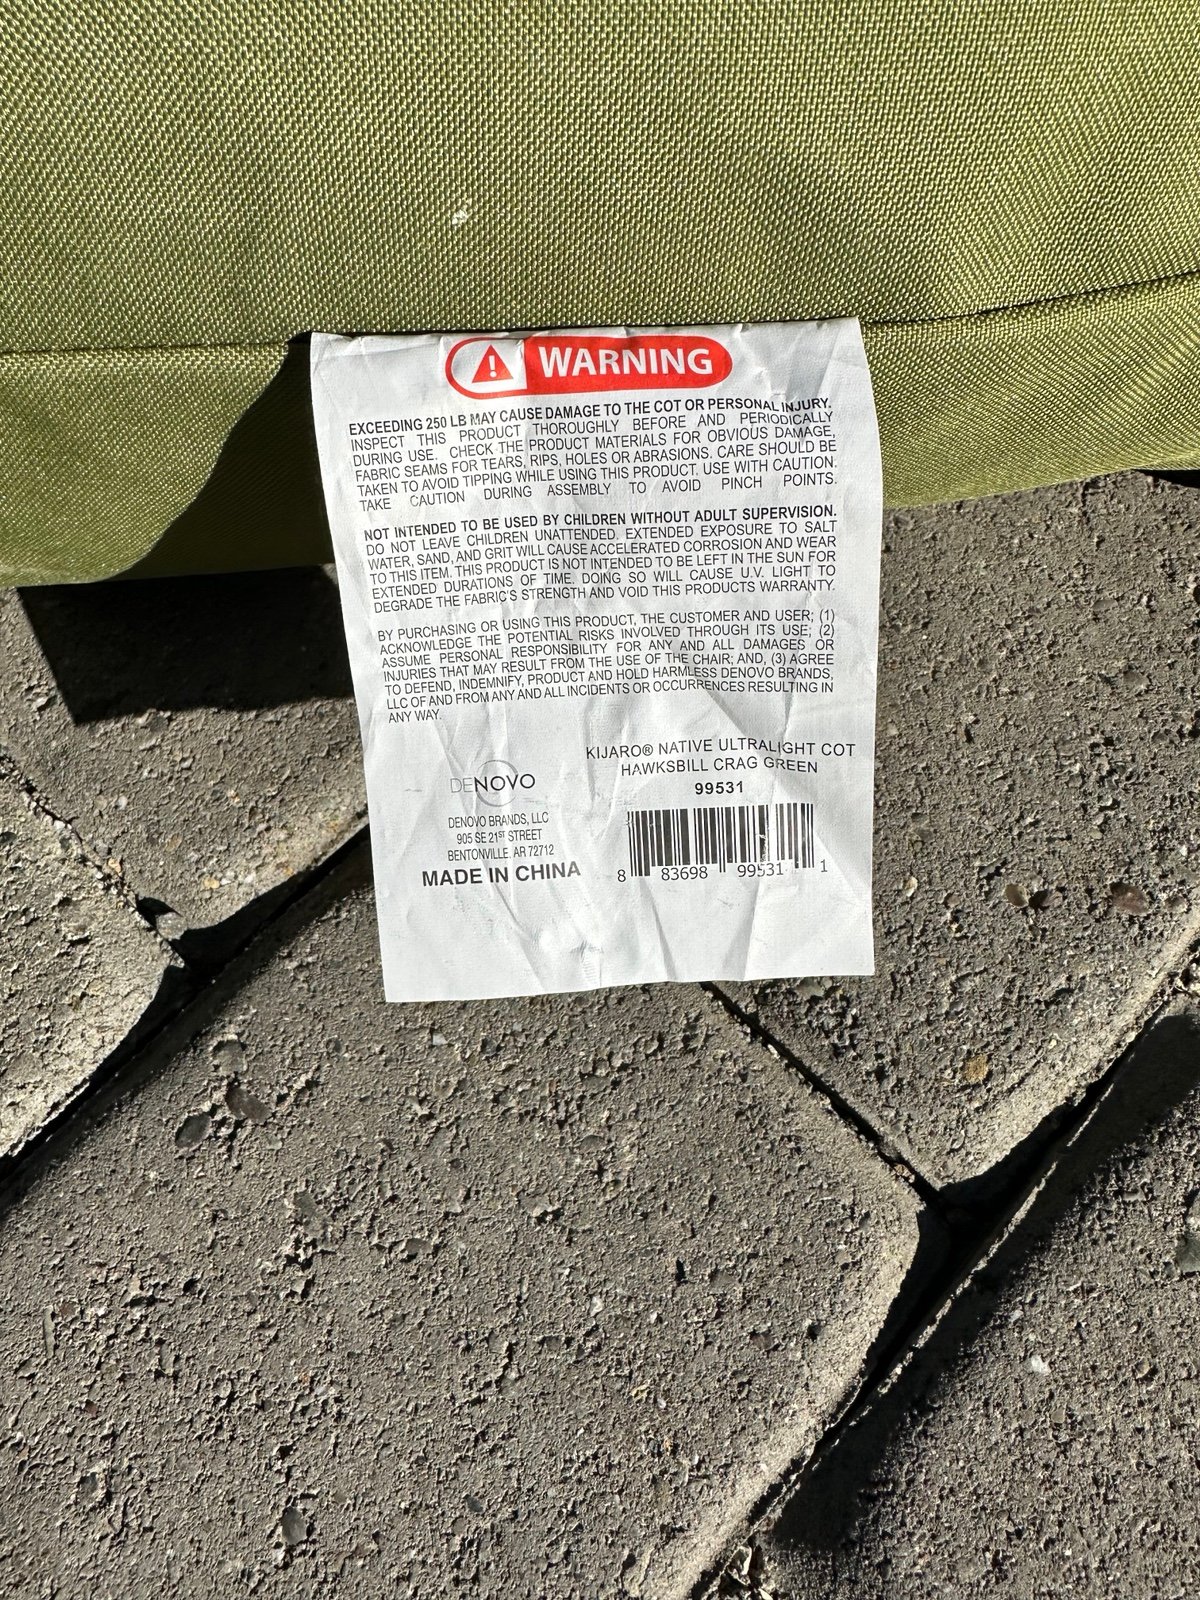 ! WARNING
EXCEEDING 250 LB MAY CAUSE DAMAGE TO THE COT OR PERSONAL INJURY.
INSPECT THIS PRODUCT THOROUGHLY BEFORE AND PERIODICALLY
DURING USE. CHECK THE PRODUCT MATERIALS FOR OBVIOUS DAMAGE,
FABRIC SEAMS FOR TEARS, RIPS, HOLES OR ABRASIONS. CARE SHOULD BE
TAKEN TO AVOID TIPPING WHILE USING THIS PRODUCT. USE WITH CAUTION.
TAKE CAUTION DURING ASSEMBLY TO AVOID PINCH POINTS.
NOT INTENDED TO BE USED BY CHILDREN WITHOUT ADULT SUPERVISION.
DO NOT LEAVE CHILDREN UNATTENDED. EXTENDED EXPOSURE TO SALT
WATER, SAND, AND GRIT WILL CAUSE ACCELERATED CORROSION AND WEAR
TO THIS ITEM. THIS PRODUCT IS NOT INTENDED TO BE LEFT IN THE SUN FOR
EXTENDED DURATIONS OF TIME. DOING SO WILL CAUSE U.V. LIGHT TO
DEGRADE THE FABRIC'S STRENGTH AND VOID THIS PRODUCTS WARRANTY.
BY PURCHASING OR USING THIS PRODUCT, THE CUSTOMER AND USER; (1)
ACKNOWLEDGE THE POTENTIAL RISKS INVOLVED THROUGH ITS USE; (2)
ASSUME PERSONAL RESPONSIBILITY FOR ANY AND ALL DAMAGES OR
INJURIES THAT MAY RESULT FROM THE USE OF THE CHAIR; AND, (3) AGREE
TO DEFEND, INDEMNIFY, PRODUCT AND HOLD HARMLESS DENOVO BRANDS,
LLC OF AND FROM ANY AND ALL INCIDENTS OR OCCURRENCES RESULTING IN
ANY WAY.
KIJARO® NATIVE ULTRALIGHT COT
HAWKSBILL CRAG GREEN
99531
DENOVO
DENOVO BRANDS, LLC
905 SE 21ST STREET
BENTONVILLE, AR 72712
MADE IN CHINA
8 83698 99531 1